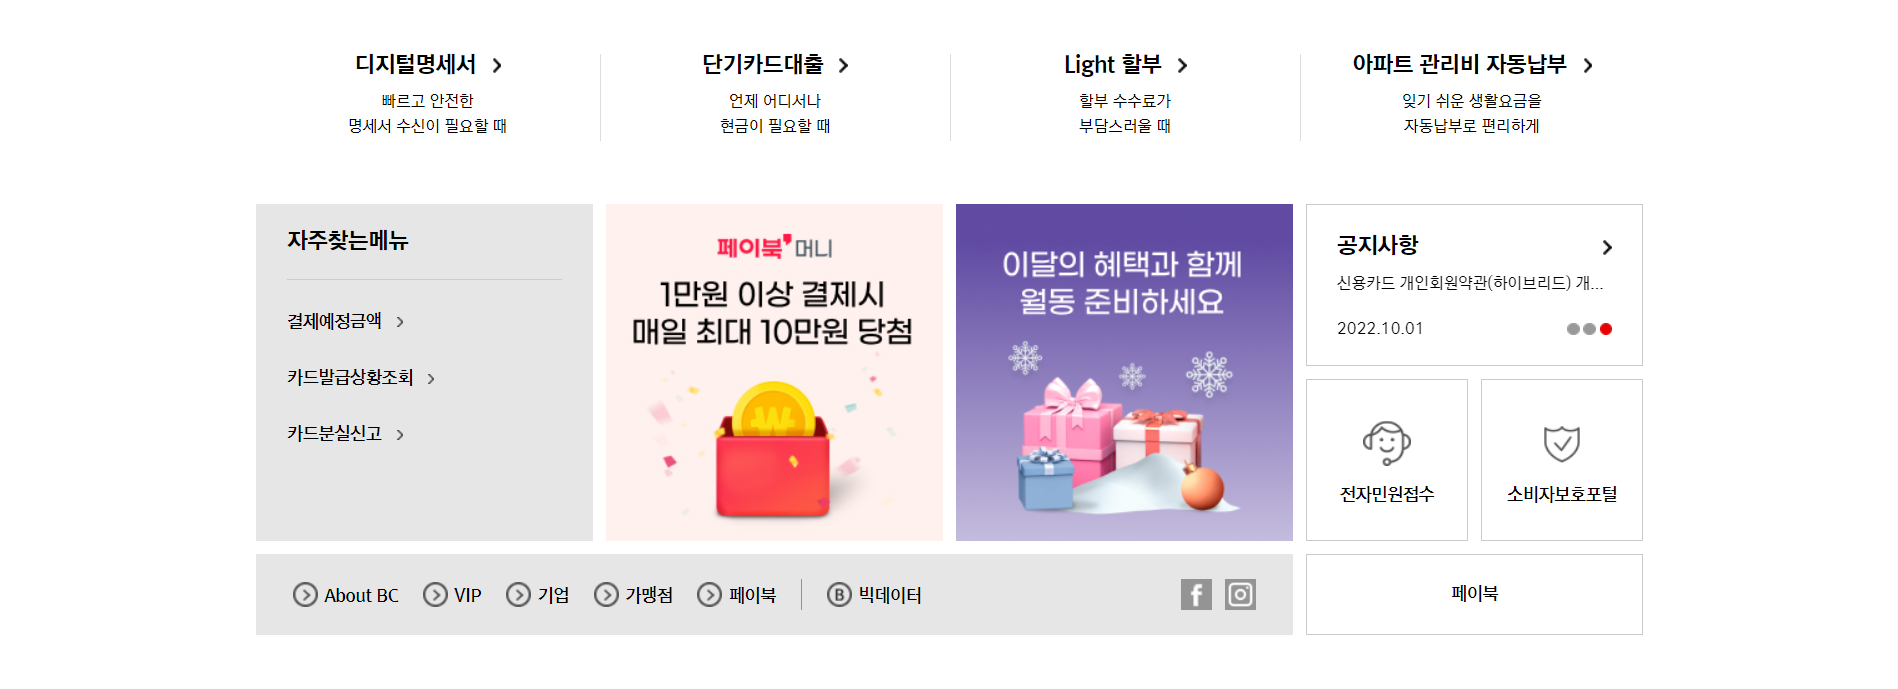 디지털명세서
빠르고 안전한
명세서 수신이 필요할 때
단기카드대출
언제 어디서나
현금이 필요할 때
Light 할부
할부 수수료가
부담스러울 때
아파트 관리비 자동납부
잊기 쉬운 생활요금을
자동납부로 편리하게
자주찾는메뉴
결제예정금액
카드발급상황조회
카드분실신고
페이북 머니
1만원 이상 결제시
매일 최대 10만원 당첨
₩
이달의 혜택과 함께
월동 준비하세요
공지사항
신용카드 개인회원약관(하이브리드) 개...
2022.10.01
전자민원접수
소비자보호포털
About BC VIP 기업 가맹점 페이북 B 빅데이터
f
페이북